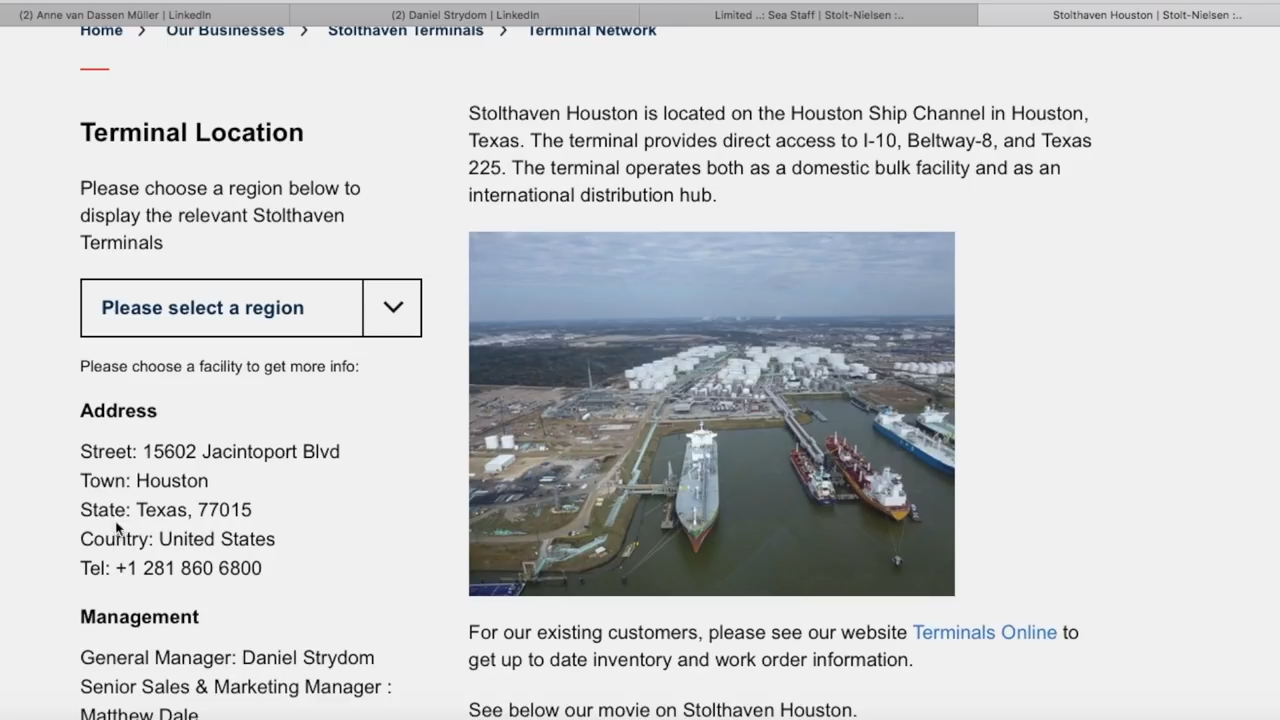 (2) Anne van Dassen Müller | LinkedIn
(2) Daniel Strydom | LinkedIn
Limited ..: Sea Staff | Stolt-Nielsen :..
Stolthaven Houston | Stolt-Nielsen :..
Home > Our Businesses > Stolthaven Terminals > Terminal Network
Terminal Location
Please choose a region below to
display the relevant Stolthaven
Terminals
Please select a region
Please choose a facility to get more info:
Address
Street: 15602 Jacintoport Blvd
Town: Houston
State: Texas, 77015
Country: United States
Tel: +1 281 860 6800
Management
General Manager: Daniel Strydom
Senior Sales & Marketing Manager :
Matthew Dale
Stolthaven Houston is located on the Houston Ship Channel in Houston,
Texas. The terminal provides direct access to I-10, Beltway-8, and Texas
225. The terminal operates both as a domestic bulk facility and as an
international distribution hub.
For our existing customers, please see our website Terminals Online to
get up to date inventory and work order information.
See below our movie on Stolthaven Houston.